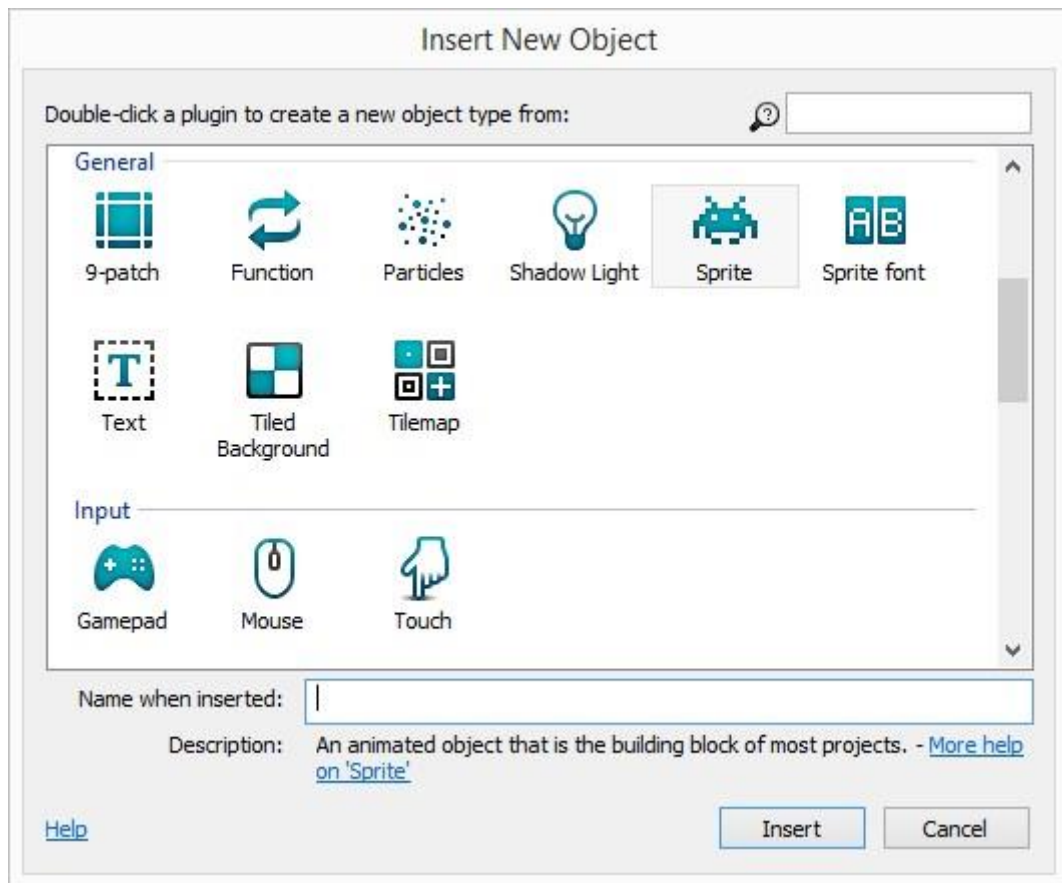 Insert New Object
Double-click a plugin to create a new object type from:
General
9-patch
Function
Particles
Shadow Light
Sprite
AB
Sprite font
T
Text
Tiled
Background
Tilemap
Input
Gamepad
Mouse
Touch
Name when inserted:
Description: An animated object that is the building block of most projects. - More help
on 'Sprite'
Help
Insert
Cancel